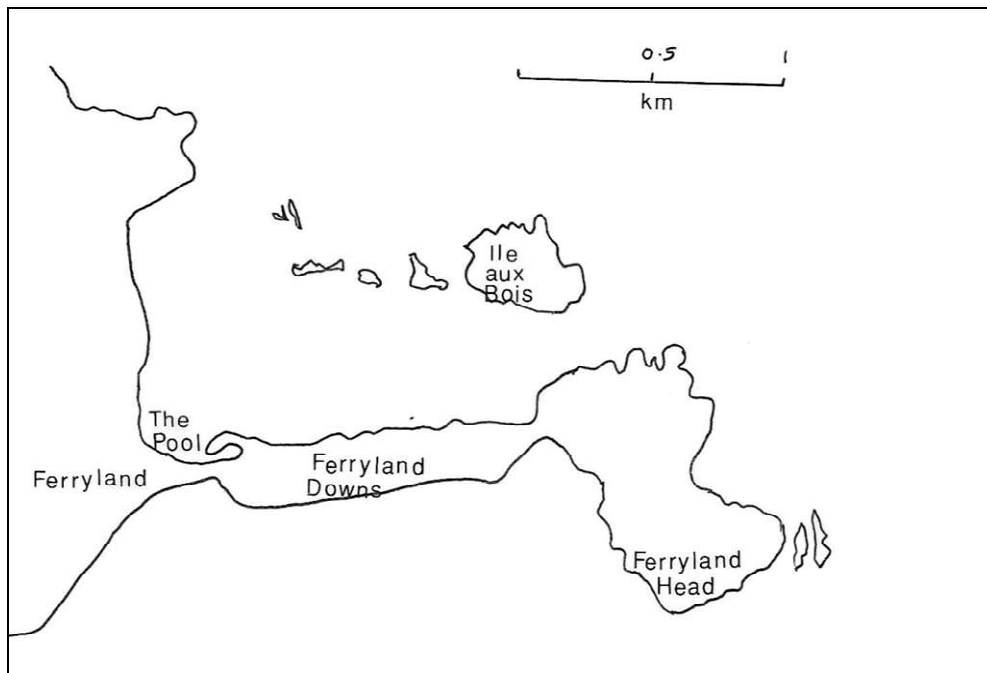 0.5 1
km
Ile
aux
Bois
The
Pool
Ferryland
Ferryland
Downs
Ferryland
Head